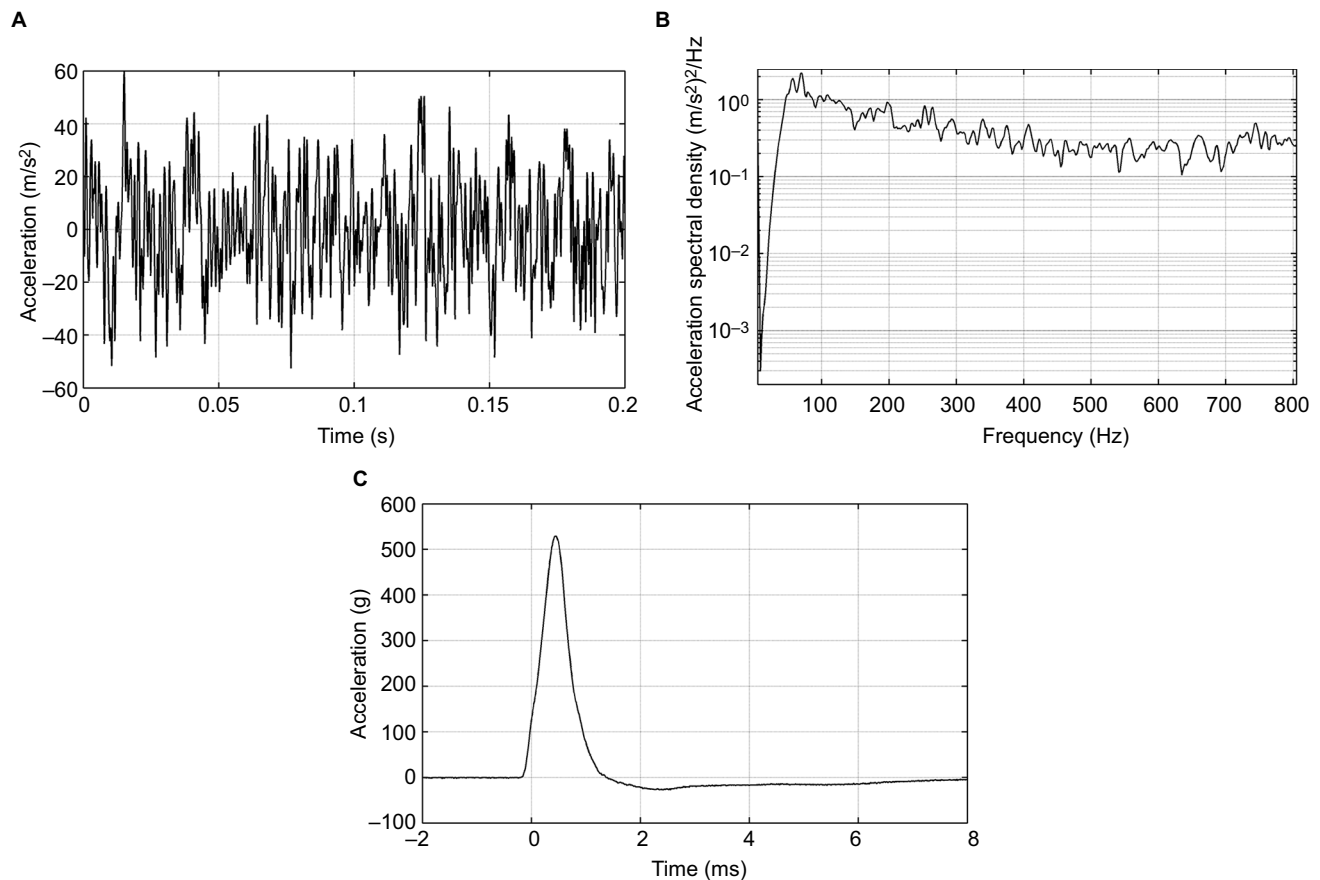 A
Acceleration (m/s²)
60
40
20
0
–20
–40
–60
0 0.05 0.1 0.15 0.2
Time (s)
B
Acceleration spectral density (m/s²)²/Hz
10⁰
10⁻¹
10⁻²
10⁻³
100 200 300 400 500 600 700 800
Frequency (Hz)
C
Acceleration (g)
600
500
400
300
200
100
0
–100
–2 0 2 4 6 8
Time (ms)